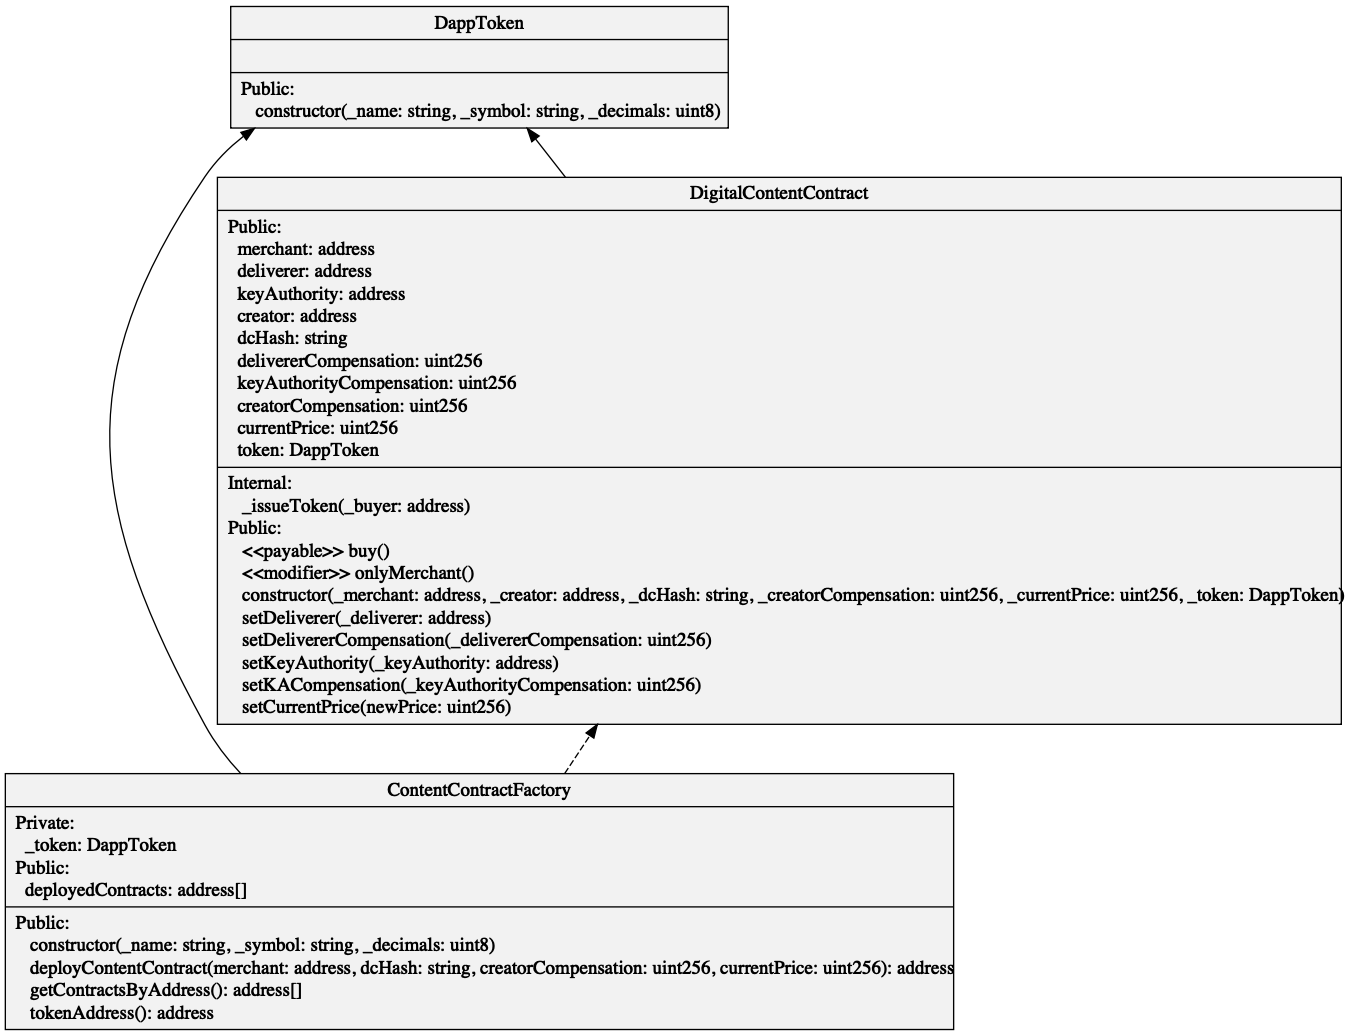 DappToken
Public:
constructor(_name: string, _symbol: string, _decimals: uint8)
DigitalContentContract
Public:
merchant: address
deliverer: address
keyAuthority: address
creator: address
dcHash: string
delivererCompensation: uint256
keyAuthorityCompensation: uint256
creatorCompensation: uint256
currentPrice: uint256
token: DappToken
Internal:
_issueToken(_buyer: address)
Public:
<<payable>> buy()
<<modifier>> onlyMerchant()
constructor(_merchant: address, _creator: address, _dcHash: string, _creatorCompensation: uint256, _currentPrice: uint256, _token: DappToken)
setDeliverer(_deliverer: address)
setDelivererCompensation(_delivererCompensation: uint256)
setKeyAuthority(_keyAuthority: address)
setKACompensation(_keyAuthorityCompensation: uint256)
setCurrentPrice(newPrice: uint256)
ContentContractFactory
Private:
_token: DappToken
Public:
deployedContracts: address[]
Public:
constructor(_name: string, _symbol: string, _decimals: uint8)
deployContentContract(merchant: address, dcHash: string, creatorCompensation: uint256, currentPrice: uint256): address
getContractsByAddress(): address[]
tokenAddress(): address